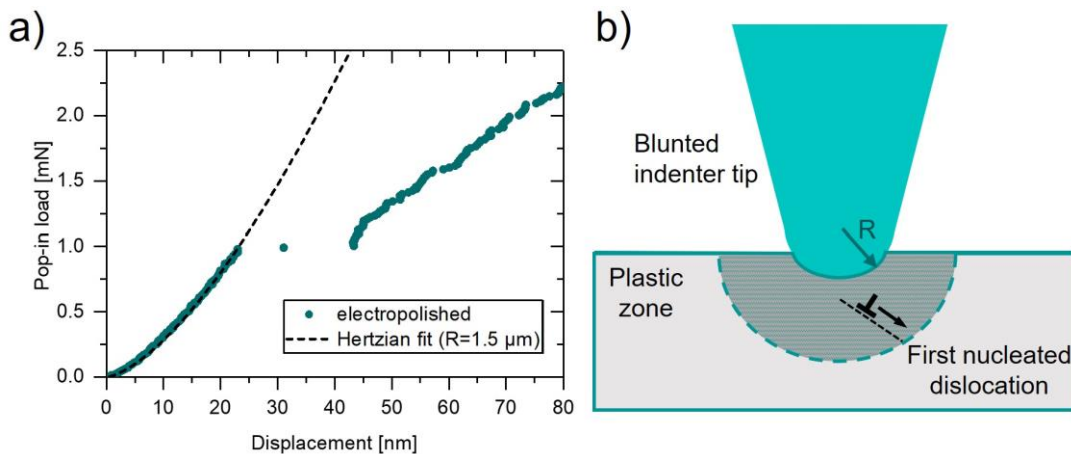 a)
2.5
2.0
1.5
1.0
0.5
0.0
Pop-in load [mN]
0 10 20 30 40 50 60 70 80
Displacement [nm]
electropolished
Hertzian fit (R=1.5 µm)
b)
Blunted
indenter tip
R
Plastic
zone
First nucleated
dislocation